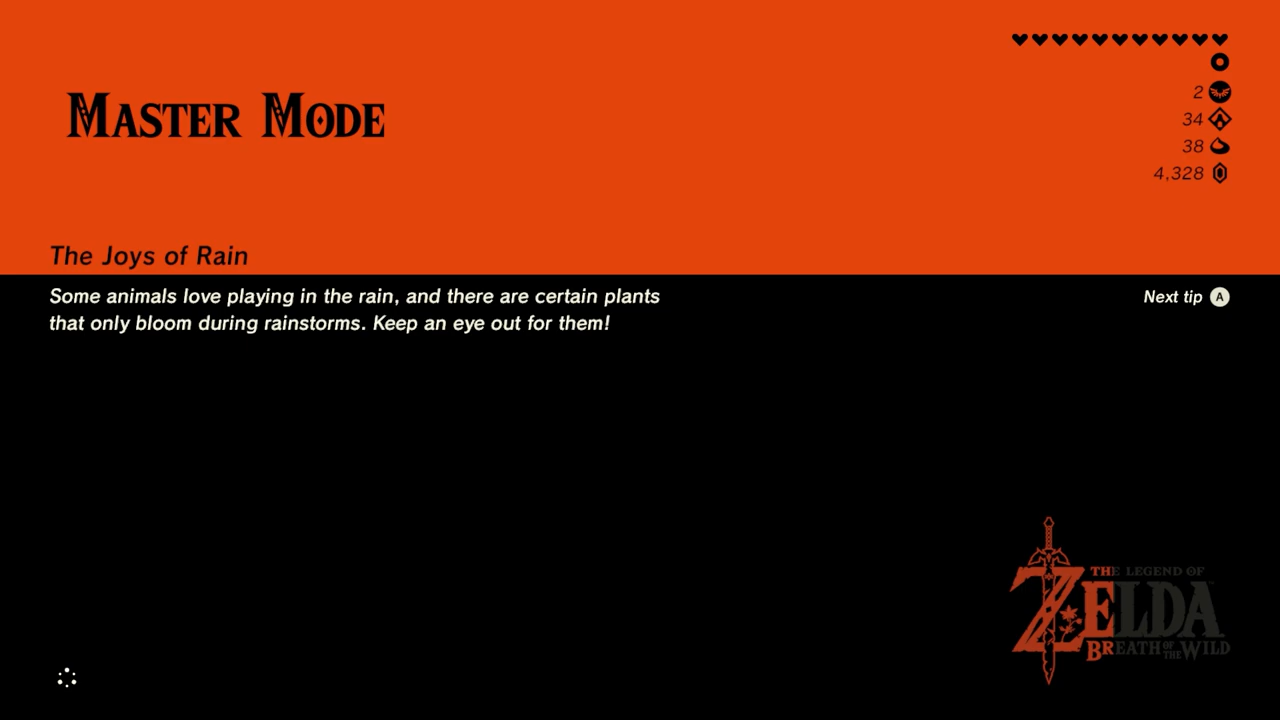 Master Mode
2
34
38
4,328
The Joys of Rain
Some animals love playing in the rain, and there are certain plants
that only bloom during rainstorms. Keep an eye out for them!
Next tip A
THE LEGEND OF
ZELDA
BREATH OF THE WILD